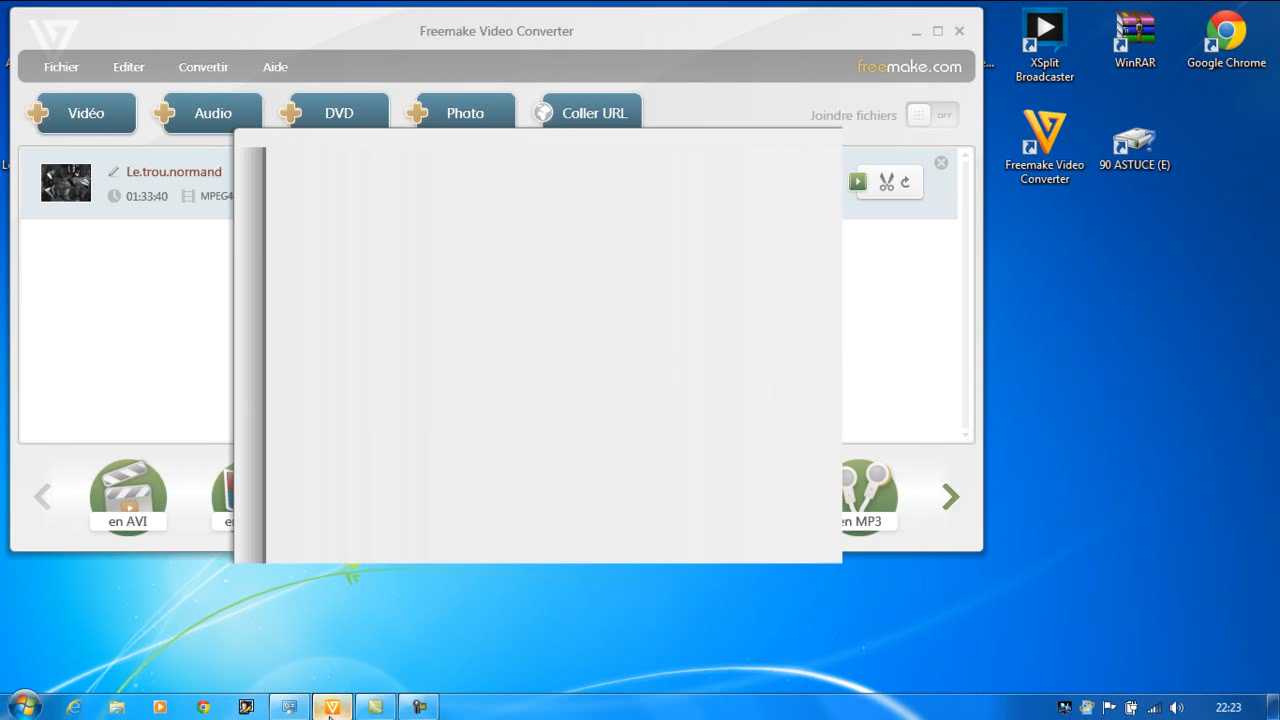 Freemake Video Converter
Fichier Editer Convertir Aide
freemake.com
Vidéo Audio DVD Photo Coller URL
Joindre fichiers OFF
Le.trou.normand
01:33:40 MPEG4
en AVI
en MP3
XSplit Broadcaster
WinRAR
Google Chrome
Freemake Video Converter
90 ASTUCE (E)
22:23